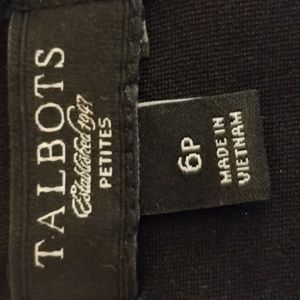 TALBOTS
Established 1947
PETITES
6P
MADE IN
VIETNAM